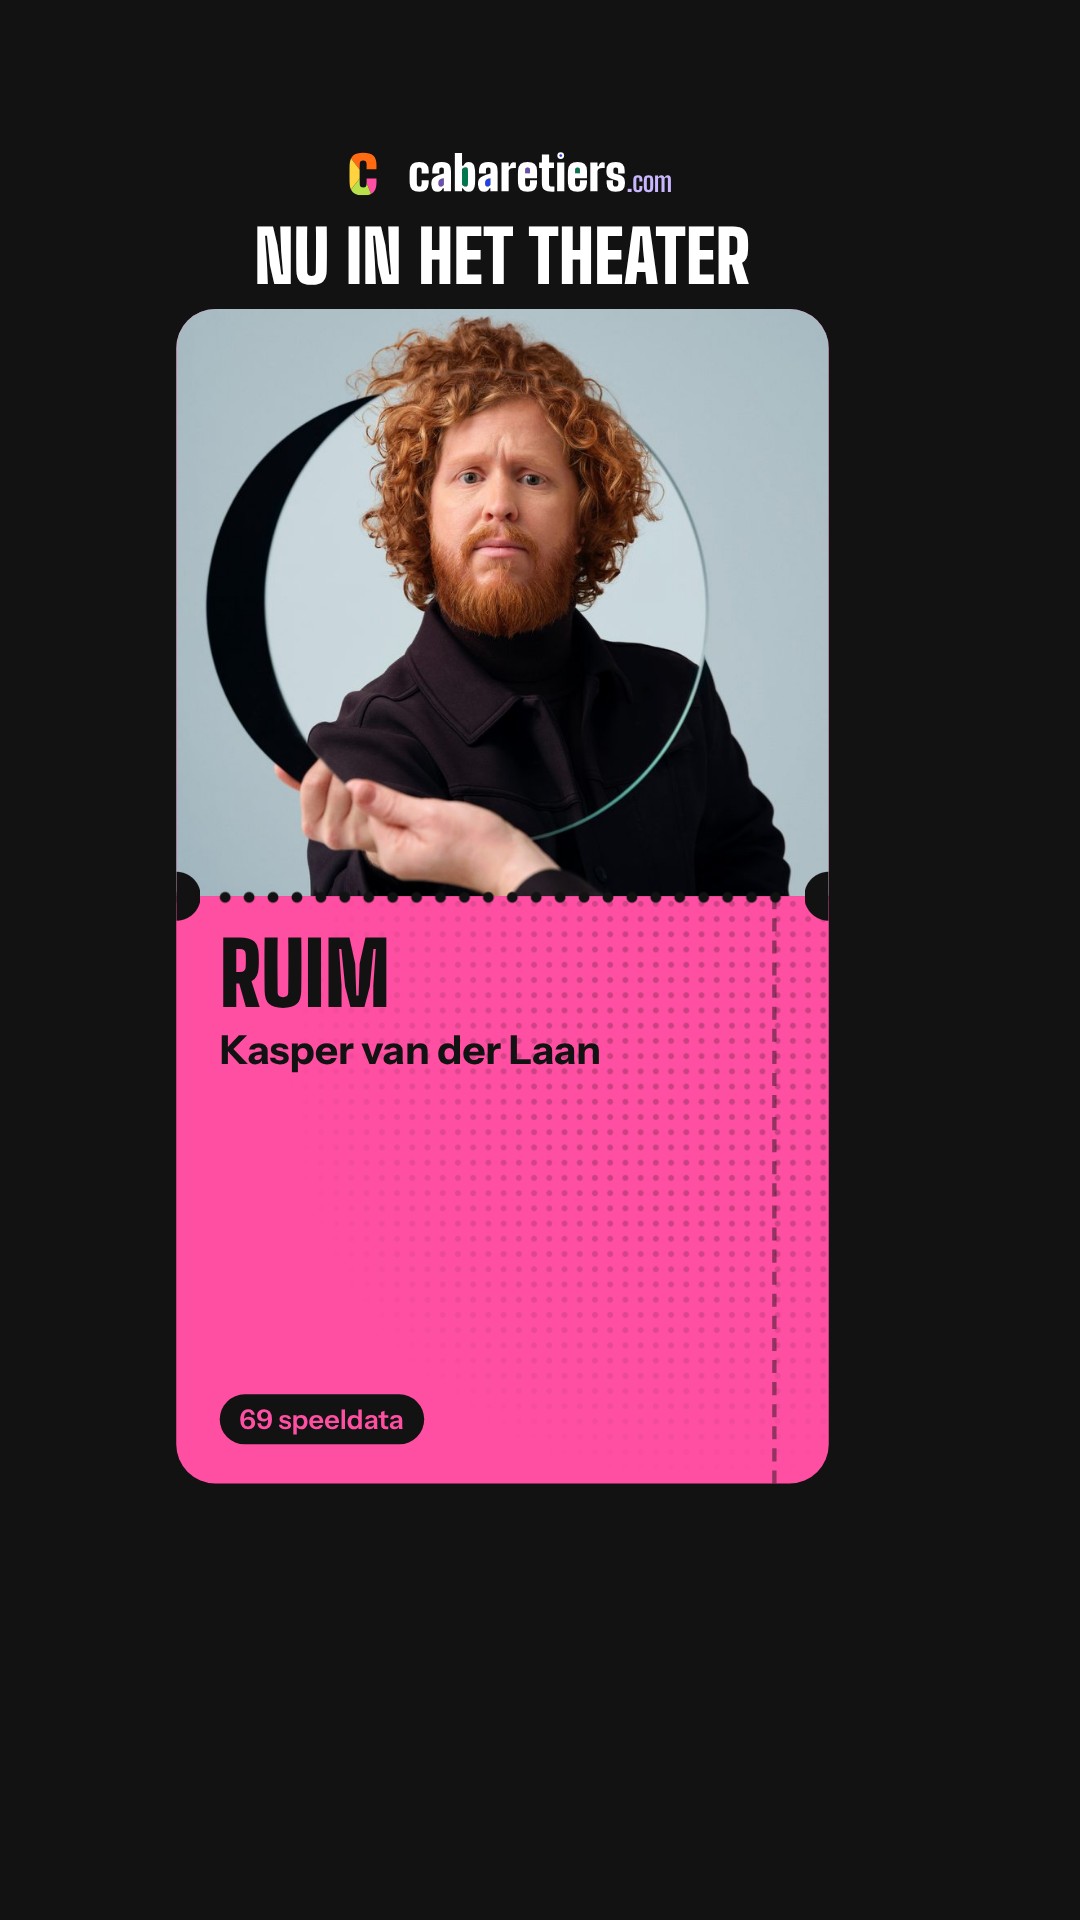 cabaretiers.com
NU IN HET THEATER
RUIM
Kasper van der Laan
69 speeldata